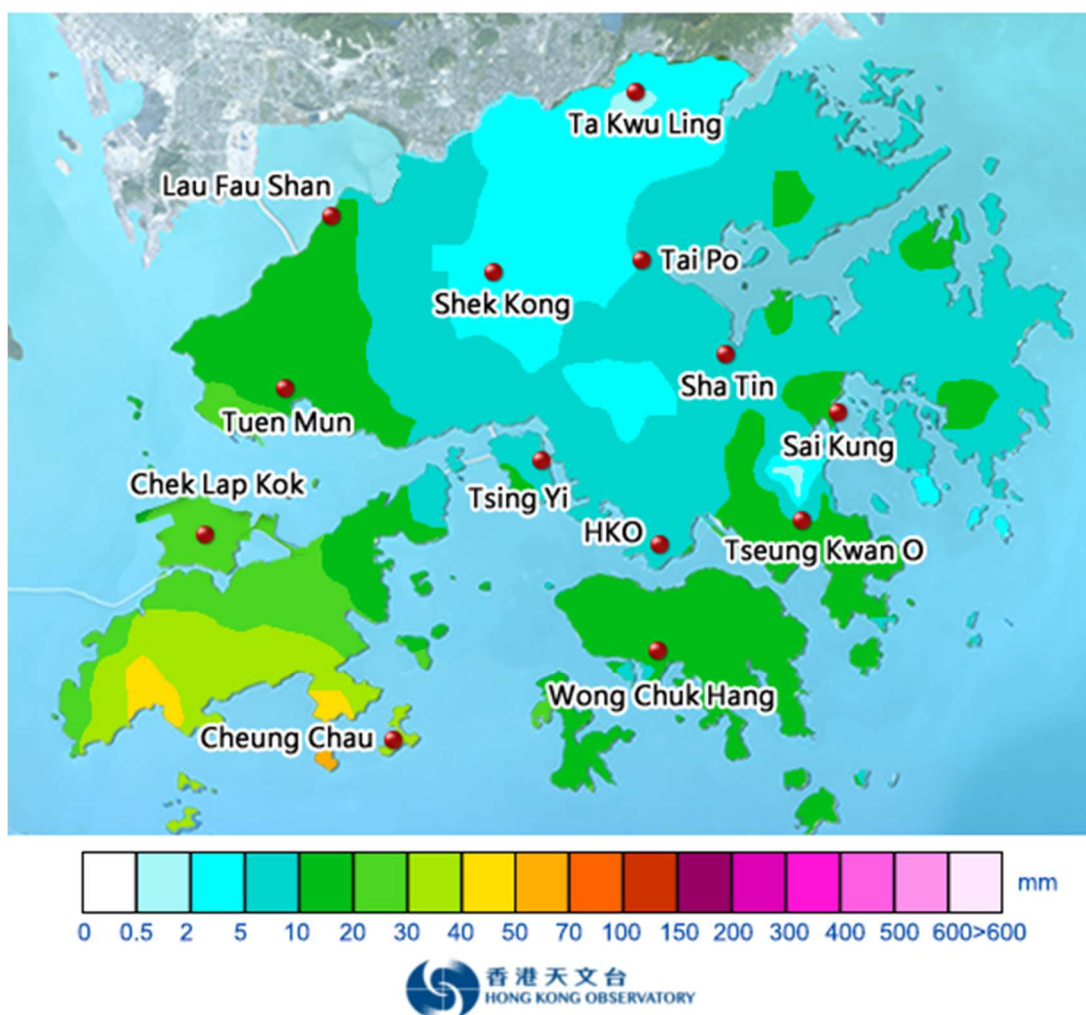 Ta Kwu Ling
Lau Fau Shan
Tai Po
Shek Kong
Sha Tin
Tuen Mun
Sai Kung
Chek Lap Kok
Tsing Yi
HKO
Tseung Kwan O
Wong Chuk Hang
Cheung Chau
mm
0 0.5 2 5 10 20 30 40 50 70 100 150 200 300 400 500 600>600
香港天文台
HONG KONG OBSERVATORY